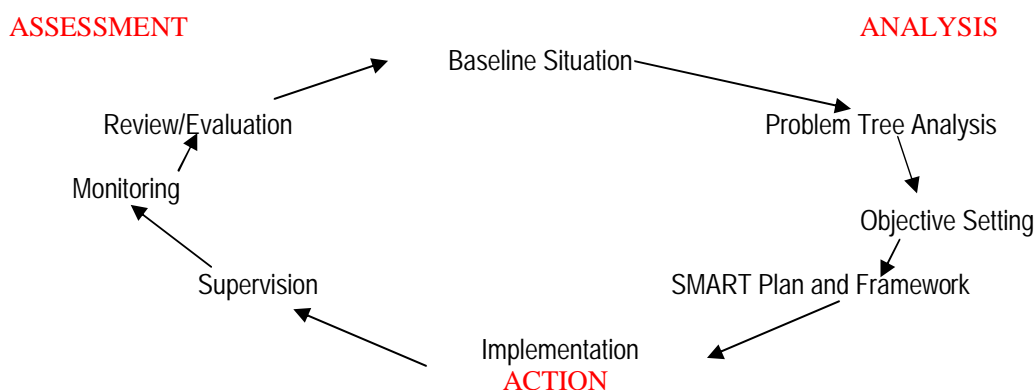 ASSESSMENT
ANALYSIS
Baseline Situation
Review/Evaluation
Problem Tree Analysis
Monitoring
Objective Setting
Supervision
SMART Plan and Framework
Implementation
ACTION